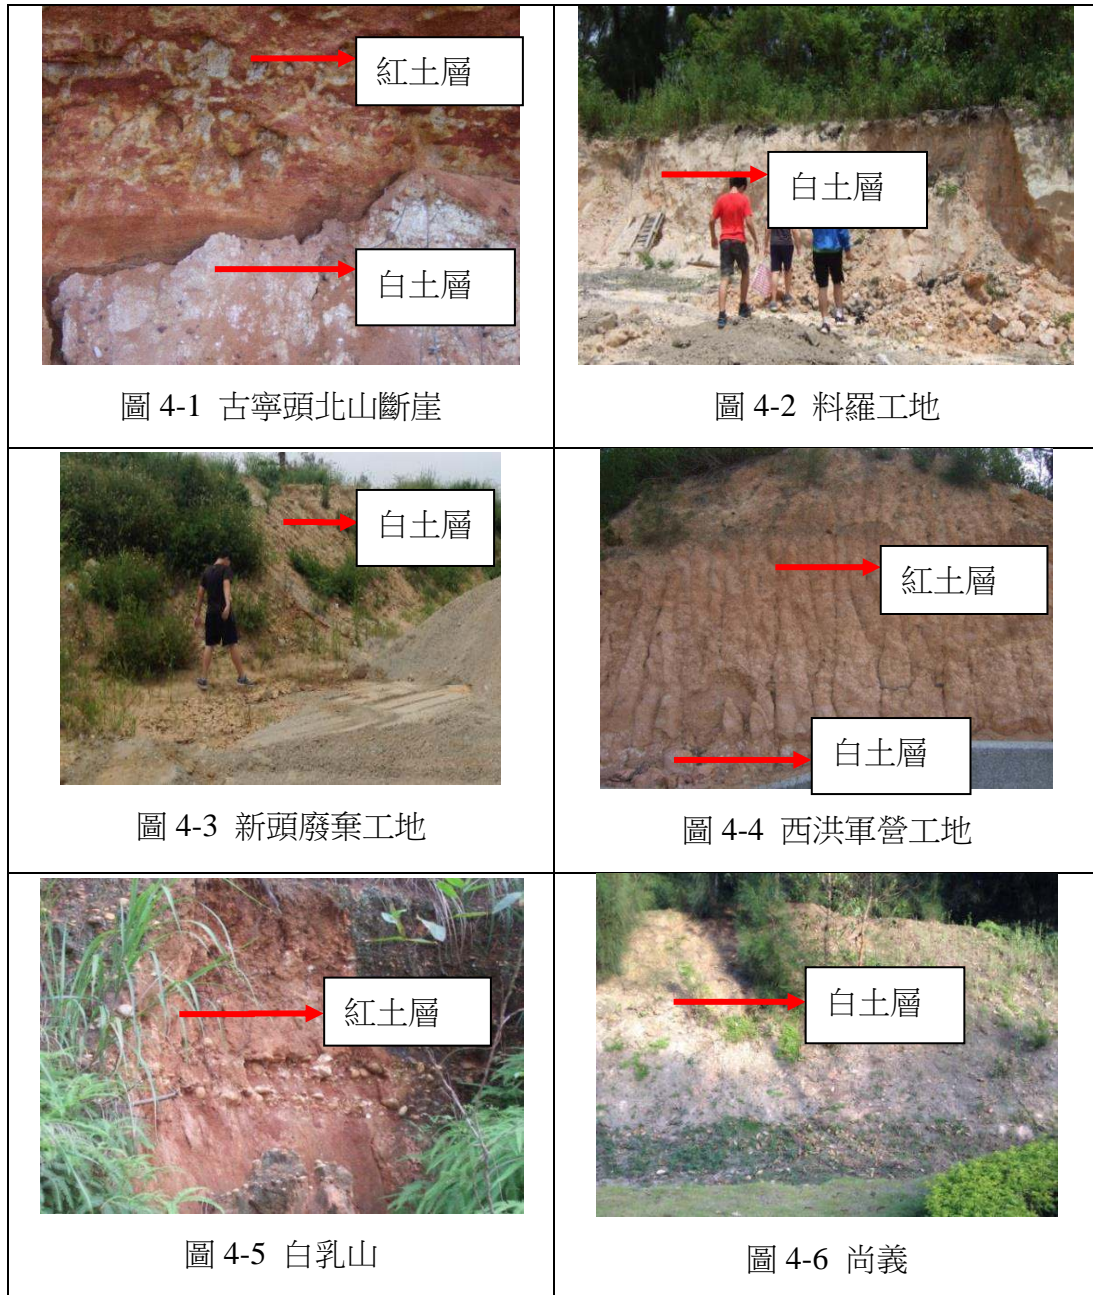 紅土層
白土層
圖 4-1 古寧頭北山斷崖
白土層
圖 4-2 料羅工地
白土層
圖 4-3 新頭廢棄工地
紅土層
白土層
圖 4-4 西洪軍營工地
紅土層
圖 4-5 白乳山
白土層
圖 4-6 尚義